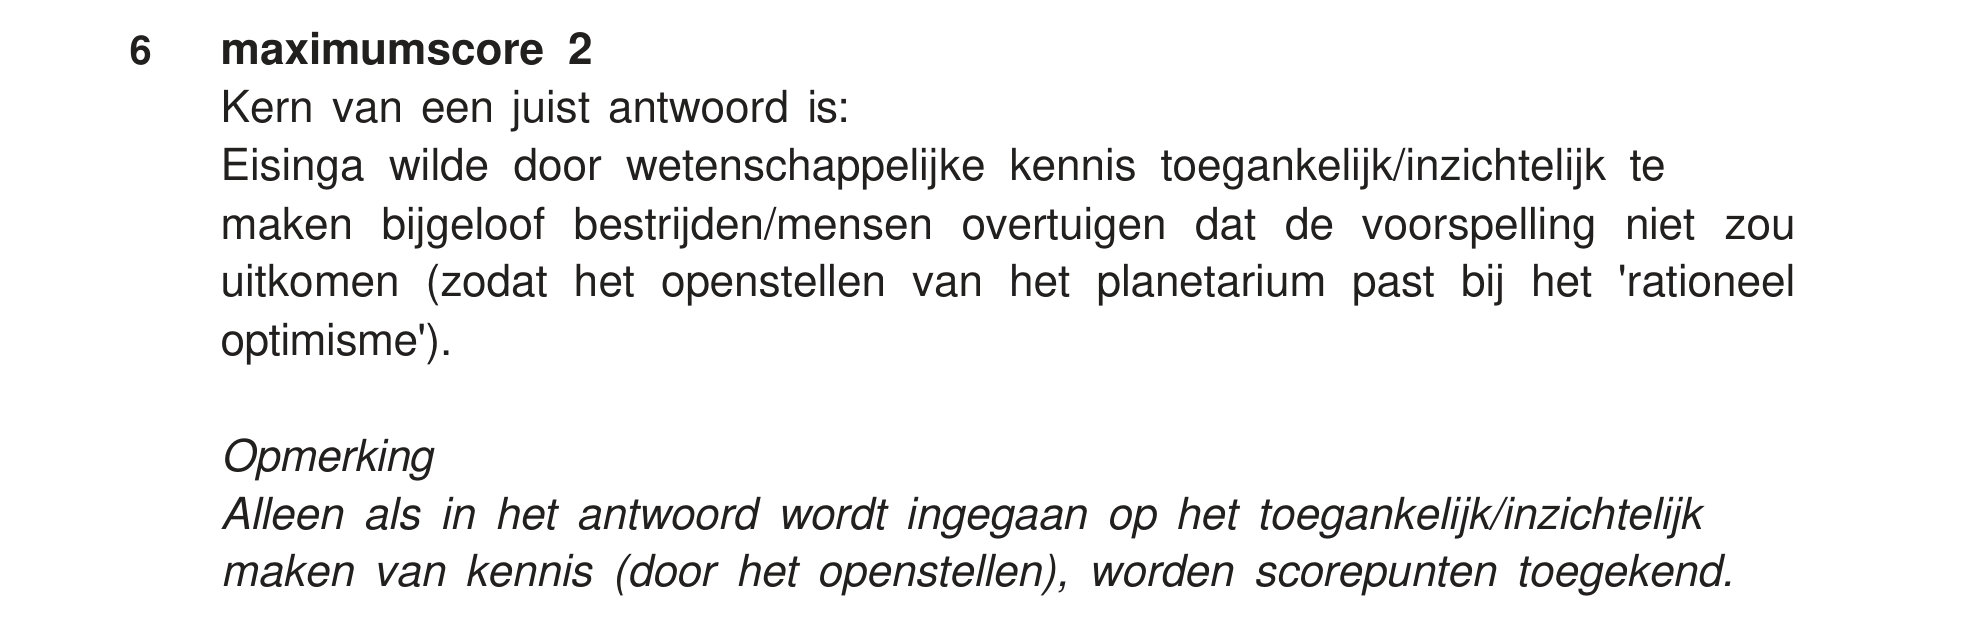 6 maximumscore 2
Kern van een juist antwoord is:
Eisinga wilde door wetenschappelijke kennis toegankelijk/inzichtelijk te
maken bijgeloof bestrijden/mensen overtuigen dat de voorspelling niet zou
uitkomen (zodat het openstellen van het planetarium past bij het 'rationeel
optimisme').
Opmerking
Alleen als in het antwoord wordt ingegaan op het toegankelijk/inzichtelijk
maken van kennis (door het openstellen), worden scorepunten toegekend.